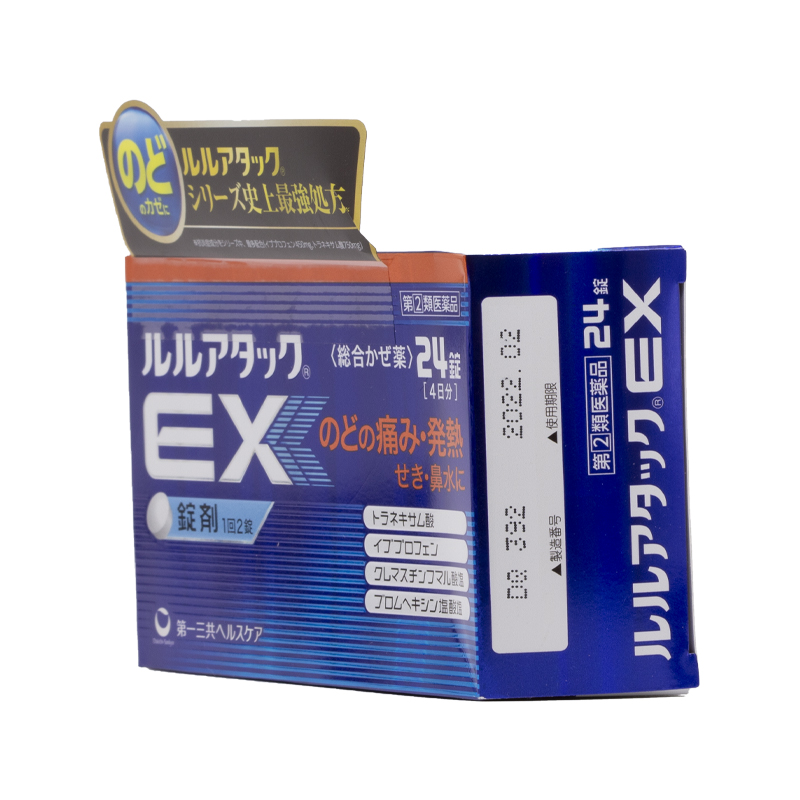 のど
のカゼに
ルルアタック®
シリーズ史上最強処方※
指定第2類医薬品
ルルアタック®
〈総合かぜ薬〉24錠
[4日分]
EX
のどの痛み・発熱
せき・鼻水に
錠剤 1回2錠
トラネキサム酸
イブプロフェン
クレマスチンフマル酸塩
ブロムヘキシン塩酸塩
第一三共ヘルスケア
2022.02
▲使用期限
D8 392
▲製造番号
第②類医薬品 24錠
ルルアタック® EX